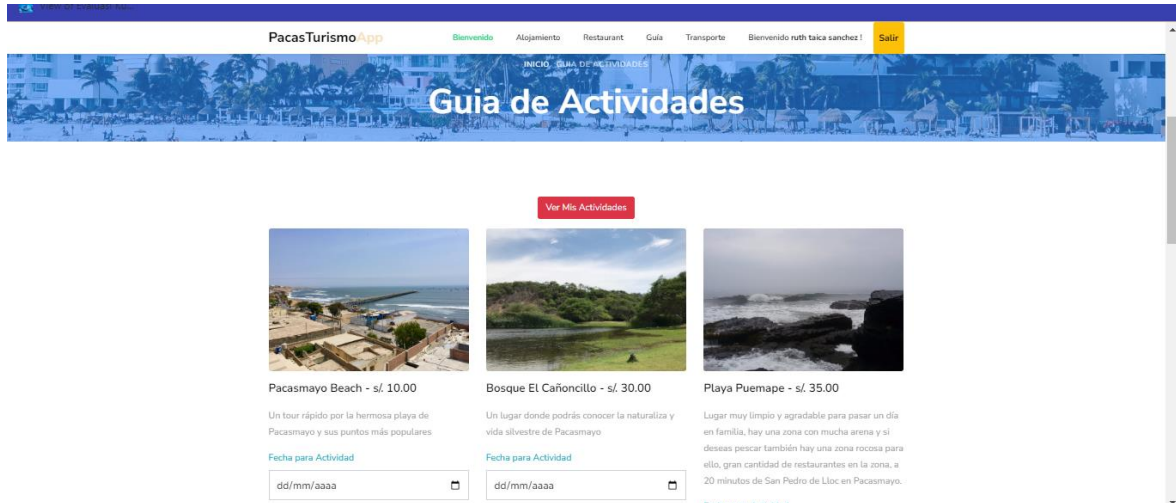 PacasTurismoApp
Bienvenido Alojamiento Restaurant Guía Transporte Bienvenido ruth taica sanchez ! Salir
INICIO GUIA DE ACTIVIDADES
Guia de Actividades
Ver Mis Actividades
Pacasmayo Beach - s/. 10.00
Un tour rápido por la hermosa playa de
Pacasmayo y sus puntos más populares
Fecha para Actividad
dd/mm/aaaa
Bosque El Cañoncillo - s/. 30.00
Un lugar donde podrás conocer la naturaliza y
vida silvestre de Pacasmayo
Fecha para Actividad
dd/mm/aaaa
Playa Puemape - s/. 35.00
Lugar muy limpio y agradable para pasar un día
en familia, hay una zona con mucha arena y si
deseas pescar también hay una zona rocosa para
ello, gran cantidad de restaurantes en la zona, a
20 minutos de San Pedro de Lloc en Pacasmayo.